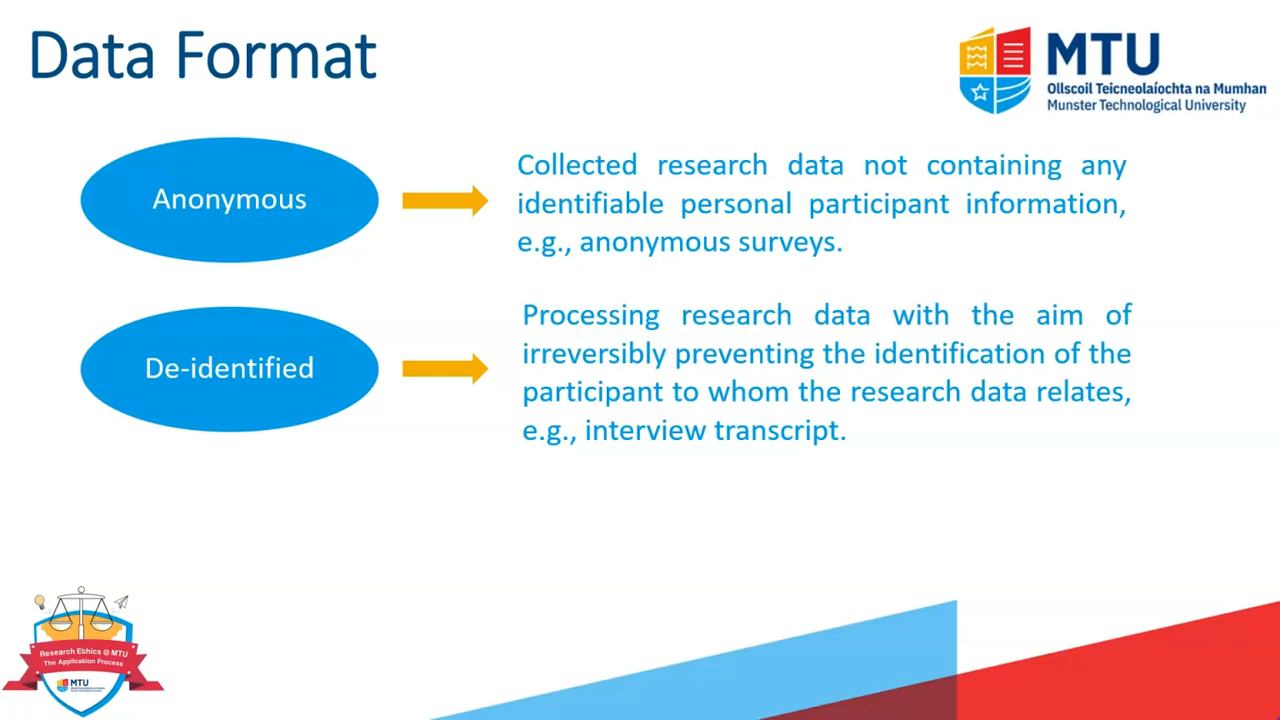 Data Format
MTU
Ollscoil Teicneolaíochta na Mumhan
Munster Technological University
Anonymous
Collected research data not containing any
identifiable personal participant information,
e.g., anonymous surveys.
De-identified
Processing research data with the aim of
irreversibly preventing the identification of the
participant to whom the research data relates,
e.g., interview transcript.
Research Ethics @ MTU
The Application Process
MTU